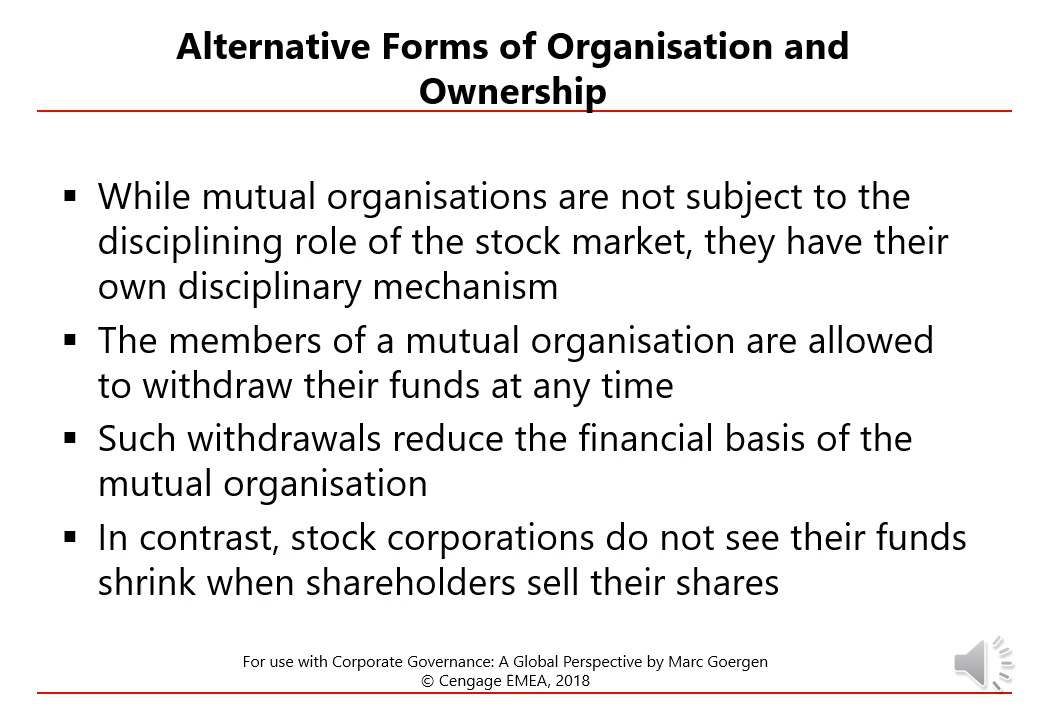 Alternative Forms of Organisation and
Ownership
▪ While mutual organisations are not subject to the
disciplining role of the stock market, they have their
own disciplinary mechanism
▪ The members of a mutual organisation are allowed
to withdraw their funds at any time
▪ Such withdrawals reduce the financial basis of the
mutual organisation
▪ In contrast, stock corporations do not see their funds
shrink when shareholders sell their shares
For use with Corporate Governance: A Global Perspective by Marc Goergen
© Cengage EMEA, 2018